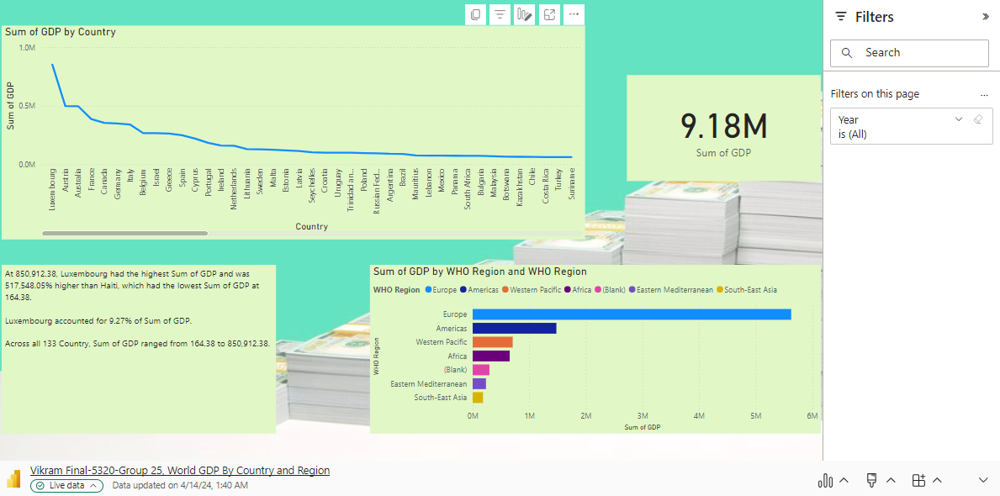 Sum of GDP by Country
Sum of GDP
1.0M
0.5M
0.0M
Luxembourg
Austria
Australia
France
Canada
Germany
Italy
Belgium
Israel
Greece
Spain
Cyprus
Portugal
Ireland
Netherlands
Lithuania
Sweden
Malta
Estonia
Latvia
Seychelles
Croatia
Uruguay
Trinidad an...
Poland
Russian Fed...
Argentina
Brazil
Mauritius
Lebanon
Mexico
Panama
South Africa
Bulgaria
Malaysia
Botswana
Kazakhstan
Chile
Costa Rica
Turkey
Suriname
Country
9.18M
Sum of GDP
At 850,912.38, Luxembourg had the highest Sum of GDP and was
517,548.05% higher than Haiti, which had the lowest Sum of GDP at
164.38.
Luxembourg accounted for 9.27% of Sum of GDP.
Across all 133 Country, Sum of GDP ranged from 164.38 to 850,912.38.
Sum of GDP by WHO Region and WHO Region
WHO Region Europe Americas Western Pacific Africa (Blank) Eastern Mediterranean South-East Asia
WHO Region
Europe
Americas
Western Pacific
Africa
(Blank)
Eastern Mediterranean
South-East Asia
0M 1M 2M 3M 4M 5M 6M
Sum of GDP
Filters
Search
Filters on this page
Year
is (All)
Vikram Final-5320-Group 25, World GDP By Country and Region
Live data Data updated on 4/14/24, 1:40 AM